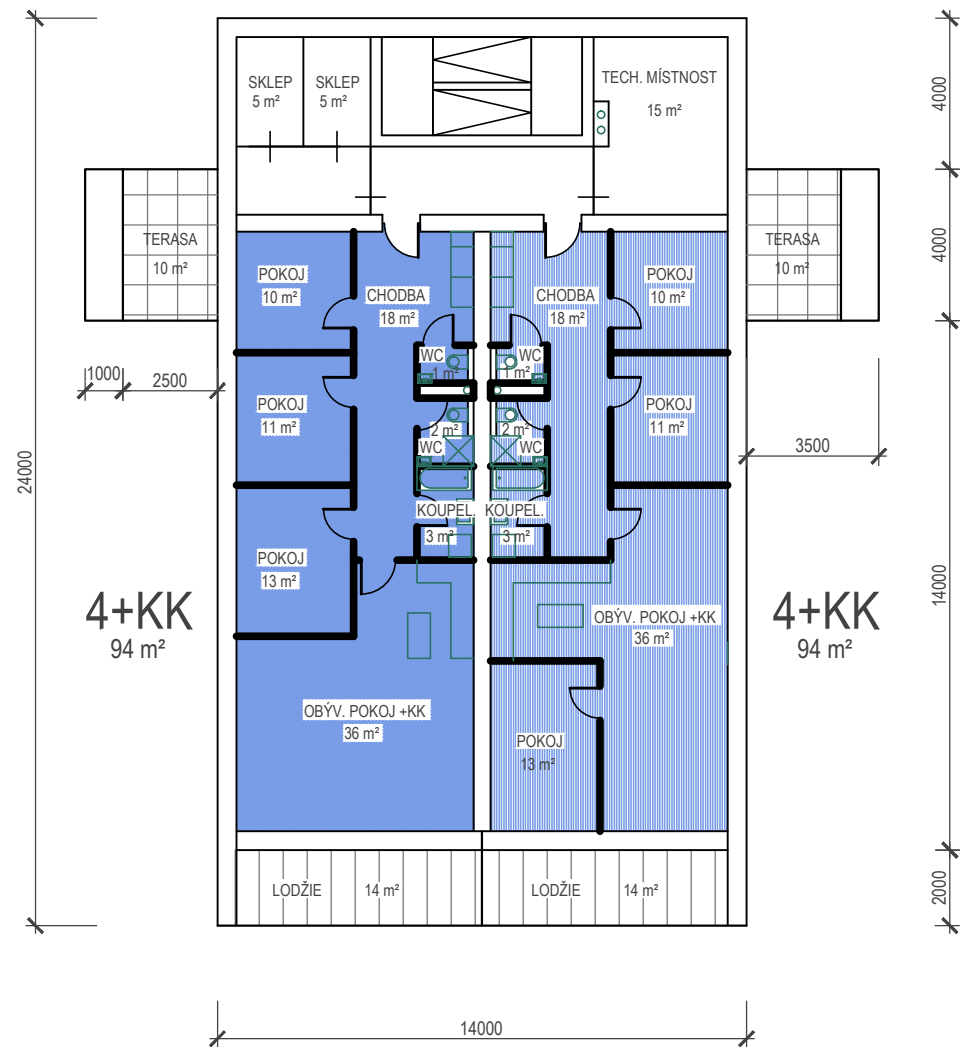 SKLEP
5 m²
SKLEP
5 m²
TECH. MÍSTNOST
15 m²
4000
TERASA
10 m²
TERASA
10 m²
4000
POKOJ
10 m²
CHODBA
18 m²
CHODBA
18 m²
POKOJ
10 m²
WC
1 m²
WC
1 m²
1000
2500
POKOJ
11 m²
2 m²
WC
2 m²
WC
POKOJ
11 m²
3500
24000
KOUPEL.
3 m²
KOUPEL.
3 m²
POKOJ
13 m²
14000
4+KK
94 m²
OBÝV. POKOJ +KK
36 m²
4+KK
94 m²
OBÝV. POKOJ +KK
36 m²
POKOJ
13 m²
LODŽIE 14 m²
LODŽIE 14 m²
2000
14000